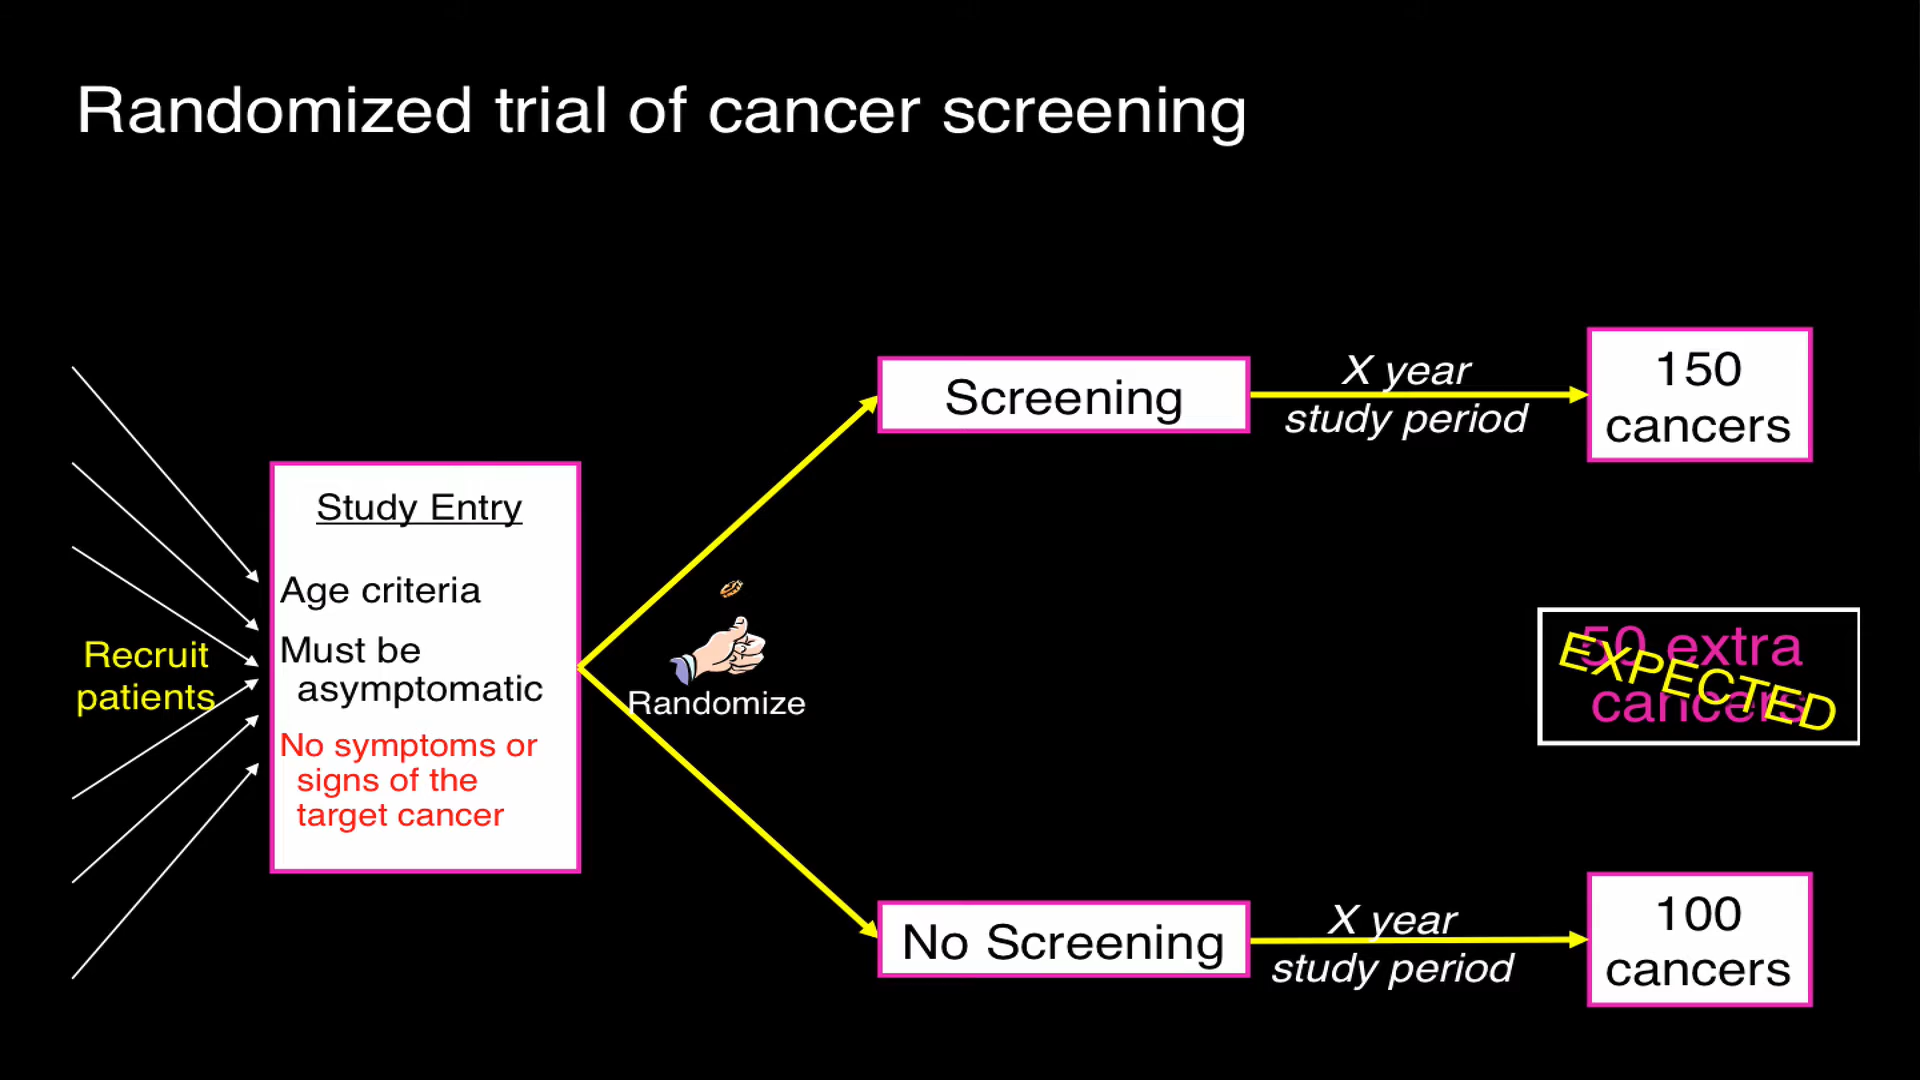 Randomized trial of cancer screening
Recruit
patients
Study Entry
Age criteria
Must be
asymptomatic
No symptoms or
signs of the
target cancer
Randomize
Screening
X year
study period
150
cancers
50 extra
cancers
EXPECTED
No Screening
X year
study period
100
cancers